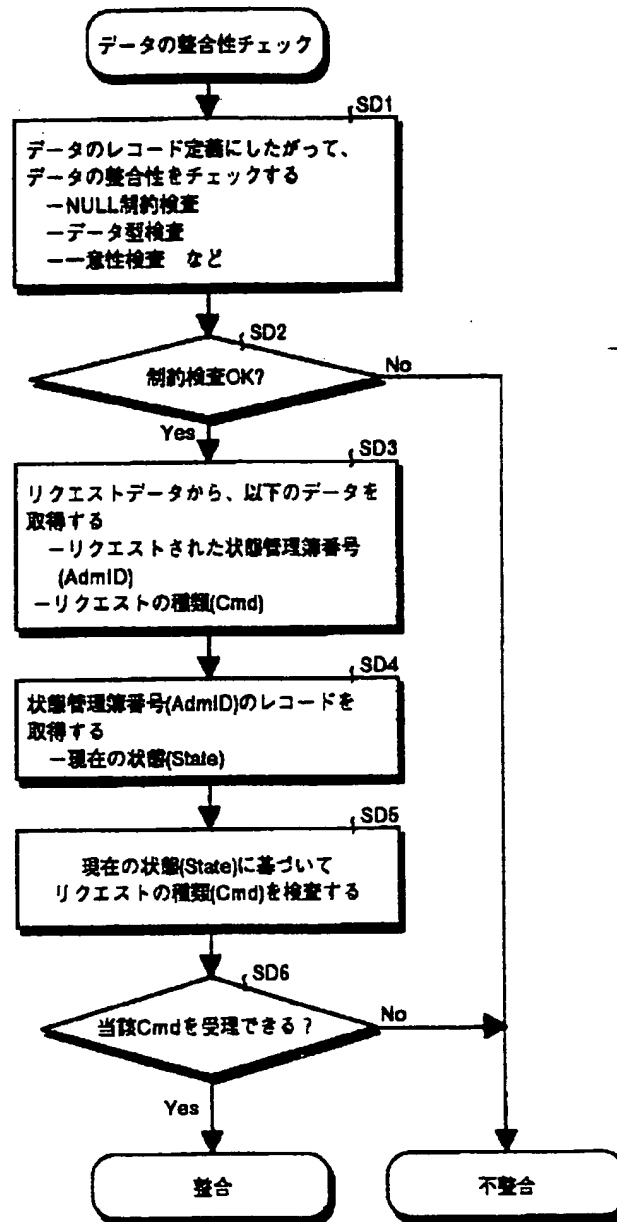 データの整合性チェック
SD1
データのレコード定義にしたがって、
データの整合性をチェックする
ーNULL制約検査
ーデータ型検査
ー一意性検査 など
SD2
制約検査OK?
No
Yes
SD3
リクエストデータから、以下のデータを
取得する
ーリクエストされた状態管理簿番号
(AdmID)
ーリクエストの種類(Cmd)
SD4
状態管理簿番号(AdmID)のレコードを
取得する
ー現在の状態(State)
SD5
現在の状態(State)に基づいて
リクエストの種類(Cmd)を検査する
SD6
当該Cmdを受理できる?
No
Yes
整合
不整合